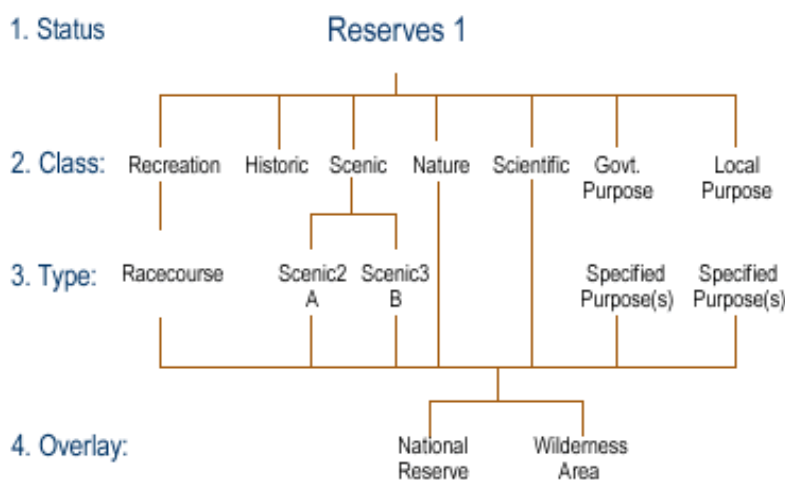 1. Status Reserves 1
2. Class: Recreation Historic Scenic Nature Scientific Govt. Purpose Local Purpose
3. Type: Racecourse Scenic2 A Scenic3 B Specified Purpose(s) Specified Purpose(s)
4. Overlay: National Reserve Wilderness Area